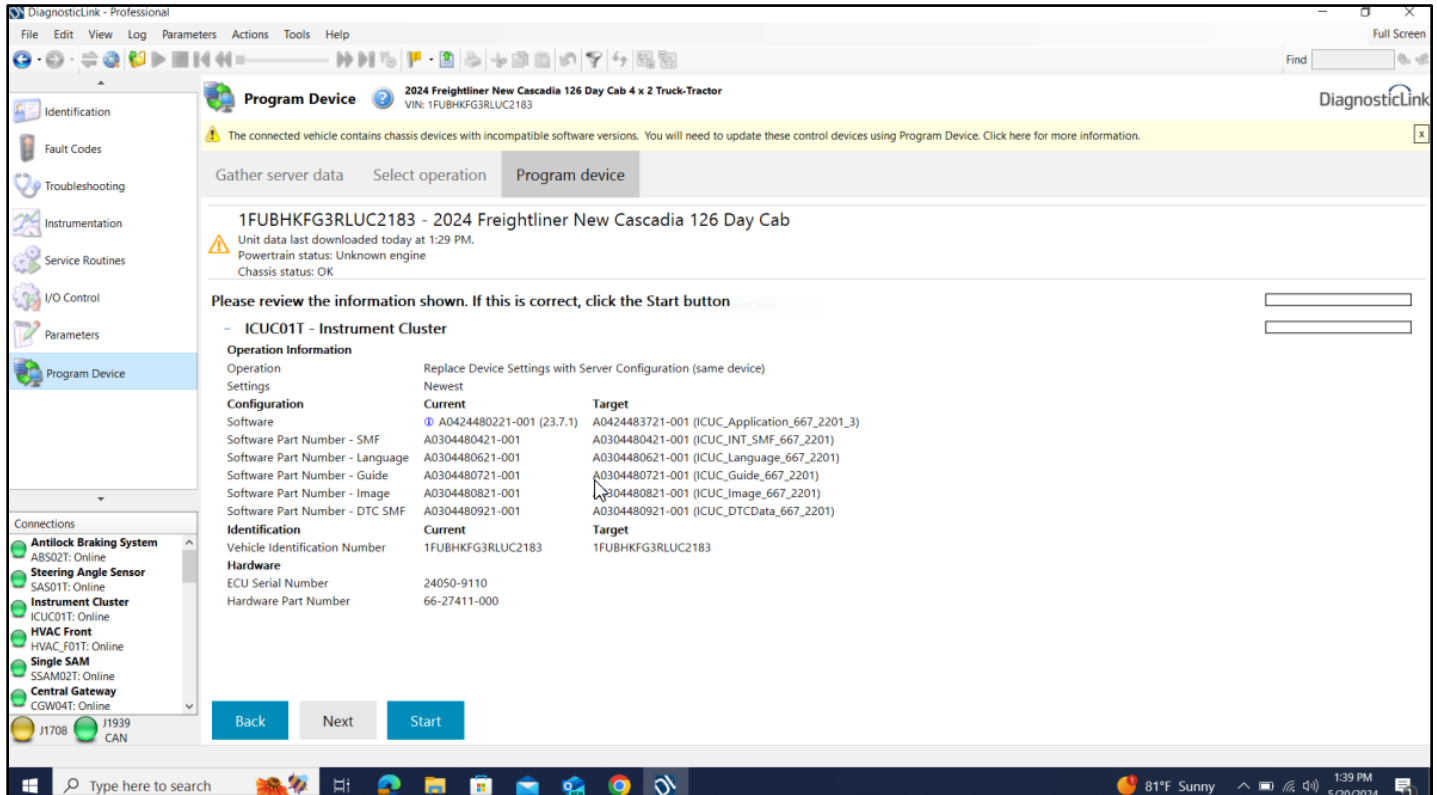 DiagnosticLink - Professional
File Edit View Log Parameters Actions Tools Help
Full Screen
Find
Identification
Fault Codes
Troubleshooting
Instrumentation
Service Routines
I/O Control
Parameters
Program Device
Connections
Antilock Braking System
ABS02T: Online
Steering Angle Sensor
SAS01T: Online
Instrument Cluster
ICUC01T: Online
HVAC Front
HVAC_F01T: Online
Single SAM
SSAM02T: Online
Central Gateway
CGW04T: Online
J1708
J1939
CAN
Program Device
2024 Freightliner New Cascadia 126 Day Cab 4 x 2 Truck-Tractor
VIN: 1FUBHKFG3RLUC2183
DiagnosticLink
The connected vehicle contains chassis devices with incompatible software versions. You will need to update these control devices using Program Device. Click here for more information.
x
Gather server data Select operation Program device
1FUBHKFG3RLUC2183 - 2024 Freightliner New Cascadia 126 Day Cab
Unit data last downloaded today at 1:29 PM.
Powertrain status: Unknown engine
Chassis status: OK
Please review the information shown. If this is correct, click the Start button
- ICUC01T - Instrument Cluster
Operation Information
Operation Replace Device Settings with Server Configuration (same device)
Settings Newest
Configuration Current Target
Software A0424480221-001 (23.7.1) A0424483721-001 (ICUC_Application_667_2201_3)
Software Part Number - SMF A0304480421-001 A0304480421-001 (ICUC_INT_SMF_667_2201)
Software Part Number - Language A0304480621-001 A0304480621-001 (ICUC_Language_667_2201)
Software Part Number - Guide A0304480721-001 A0304480721-001 (ICUC_Guide_667_2201)
Software Part Number - Image A0304480821-001 A0304480821-001 (ICUC_Image_667_2201)
Software Part Number - DTC SMF A0304480921-001 A0304480921-001 (ICUC_DTCData_667_2201)
Identification Current Target
Vehicle Identification Number 1FUBHKFG3RLUC2183 1FUBHKFG3RLUC2183
Hardware
ECU Serial Number 24050-9110
Hardware Part Number 66-27411-000
Back Next Start
Type here to search
81°F Sunny
1:39 PM
5/20/2024